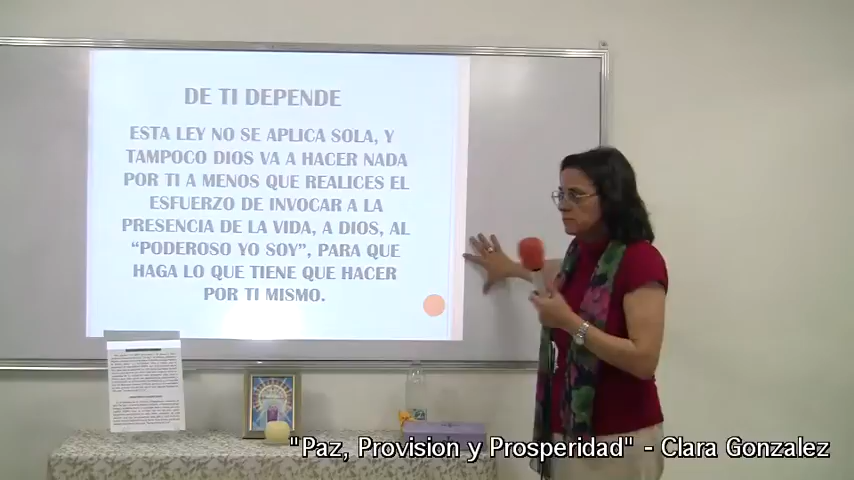 DE TI DEPENDE
ESTA LEY NO SE APLICA SOLA, Y
TAMPOCO DIOS VA A HACER NADA
POR TI A MENOS QUE REALICES EL
ESFUERZO DE INVOCAR A LA
PRESENCIA DE LA VIDA, A DIOS, AL
“PODEROSO YO SOY”, PARA QUE
HAGA LO QUE TIENE QUE HACER
POR TI MISMO.
"Paz, Provision y Prosperidad" - Clara Gonzalez